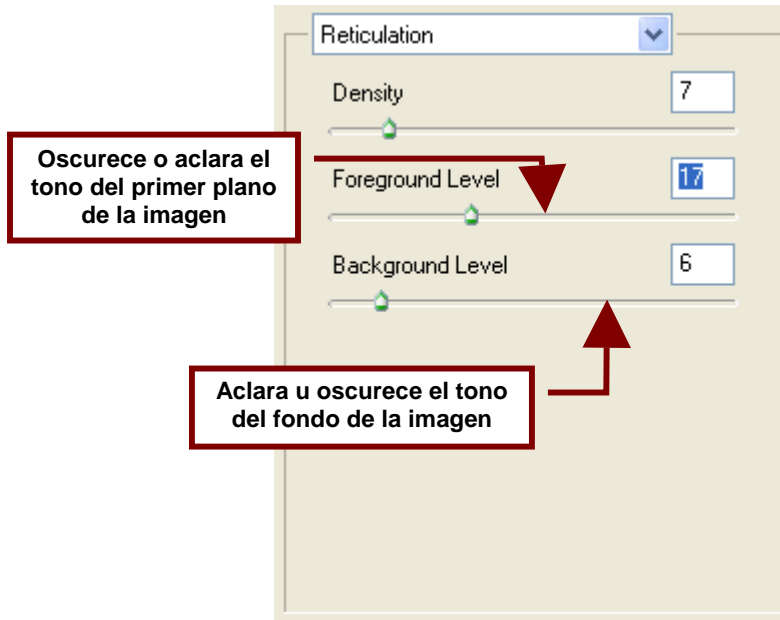 Reticulation
Density
7
Oscurece o aclara el
tono del primer plano
de la imagen
Foreground Level
17
Background Level
6
Aclara u oscurece el tono
del fondo de la imagen